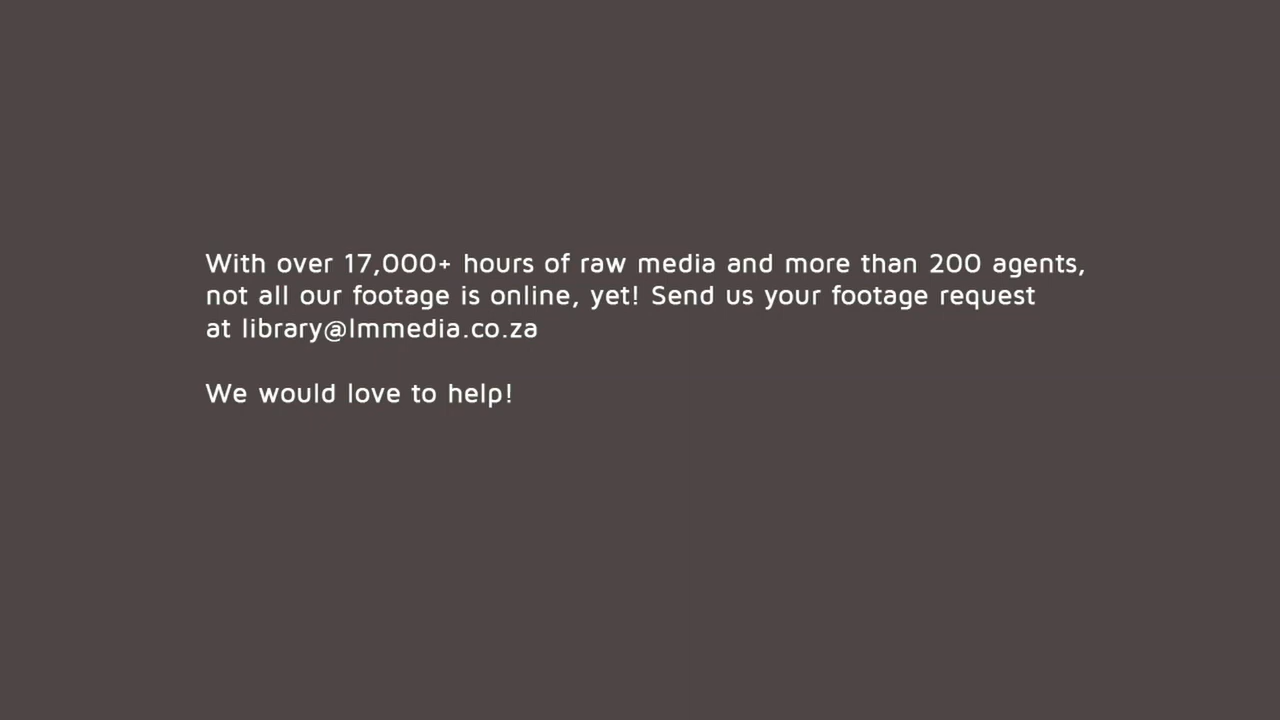 With over 17,000+ hours of raw media and more than 200 agents,
not all our footage is online, yet! Send us your footage request
at library@lmmedia.co.za
We would love to help!